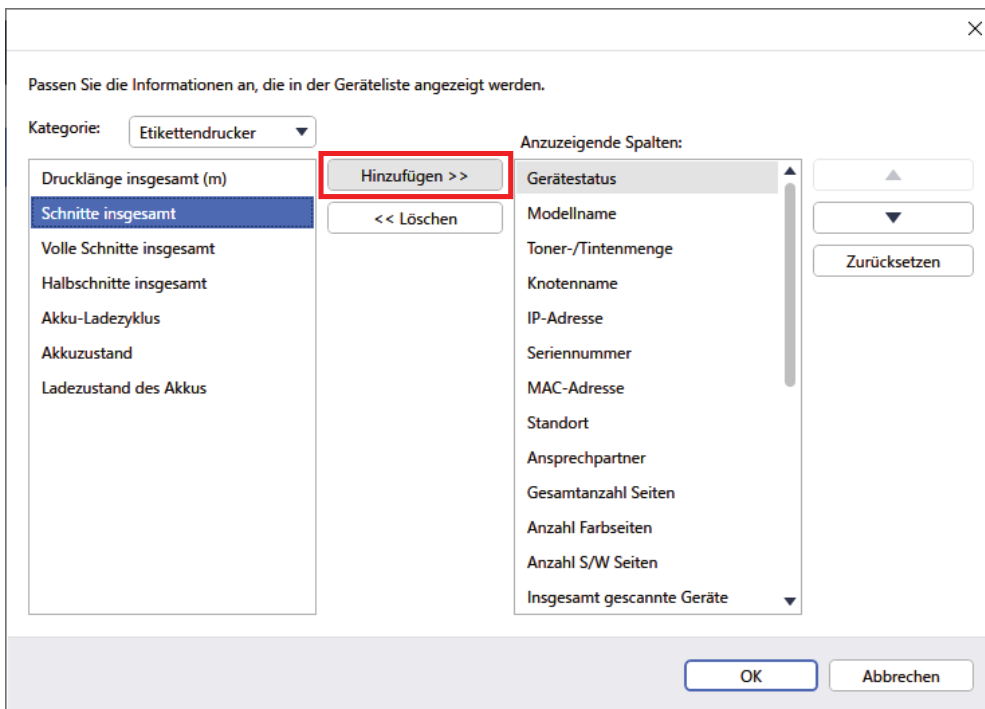 Passen Sie die Informationen an, die in der Geräteliste angezeigt werden.
Kategorie:
Etikettendrucker
Drucklänge insgesamt (m)
Schnitte insgesamt
Volle Schnitte insgesamt
Halbschnitte insgesamt
Akku-Ladezyklus
Akkuzustand
Ladezustand des Akkus
Hinzufügen >>
<< Löschen
Anzuzeigende Spalten:
Gerätestatus
Modellname
Toner-/Tintenmenge
Knotenname
IP-Adresse
Seriennummer
MAC-Adresse
Standort
Ansprechpartner
Gesamtanzahl Seiten
Anzahl Farbseiten
Anzahl S/W Seiten
Insgesamt gescannte Geräte
Zurücksetzen
OK
Abbrechen